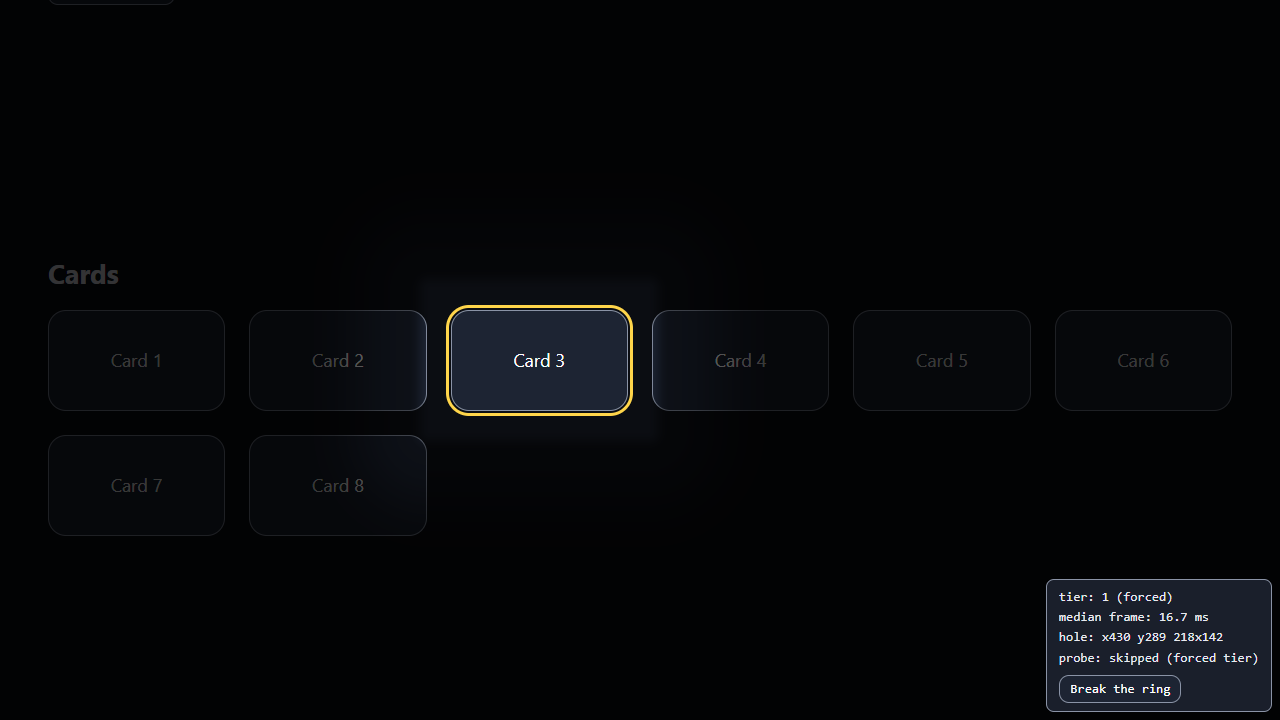 Cards
Card 1
Card 2
Card 3
Card 4
Card 5
Card 6
Card 7
Card 8
tier: 1 (forced)
median frame: 16.7 ms
hole: x430 y289 218x142
probe: skipped (forced tier)
Break the ring